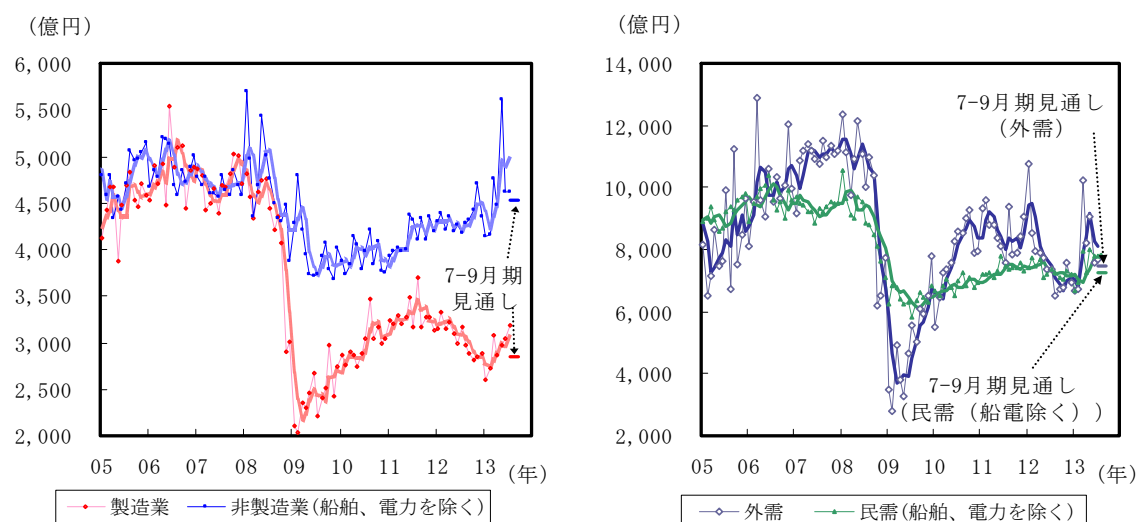 (億円)
6,000
5,500
5,000
4,500
4,000
3,500
3,000
2,500
2,000
7-9月期
見通し
05 06 07 08 09 10 11 12 13 (年)
製造業 非製造業(船舶、電力を除く)
(億円)
14,000
12,000
10,000
8,000
6,000
4,000
2,000
7-9月期見通し
(外需)
7-9月期見通し
(民需(船電除く))
05 06 07 08 09 10 11 12 13 (年)
外需 民需(船舶、電力を除く)